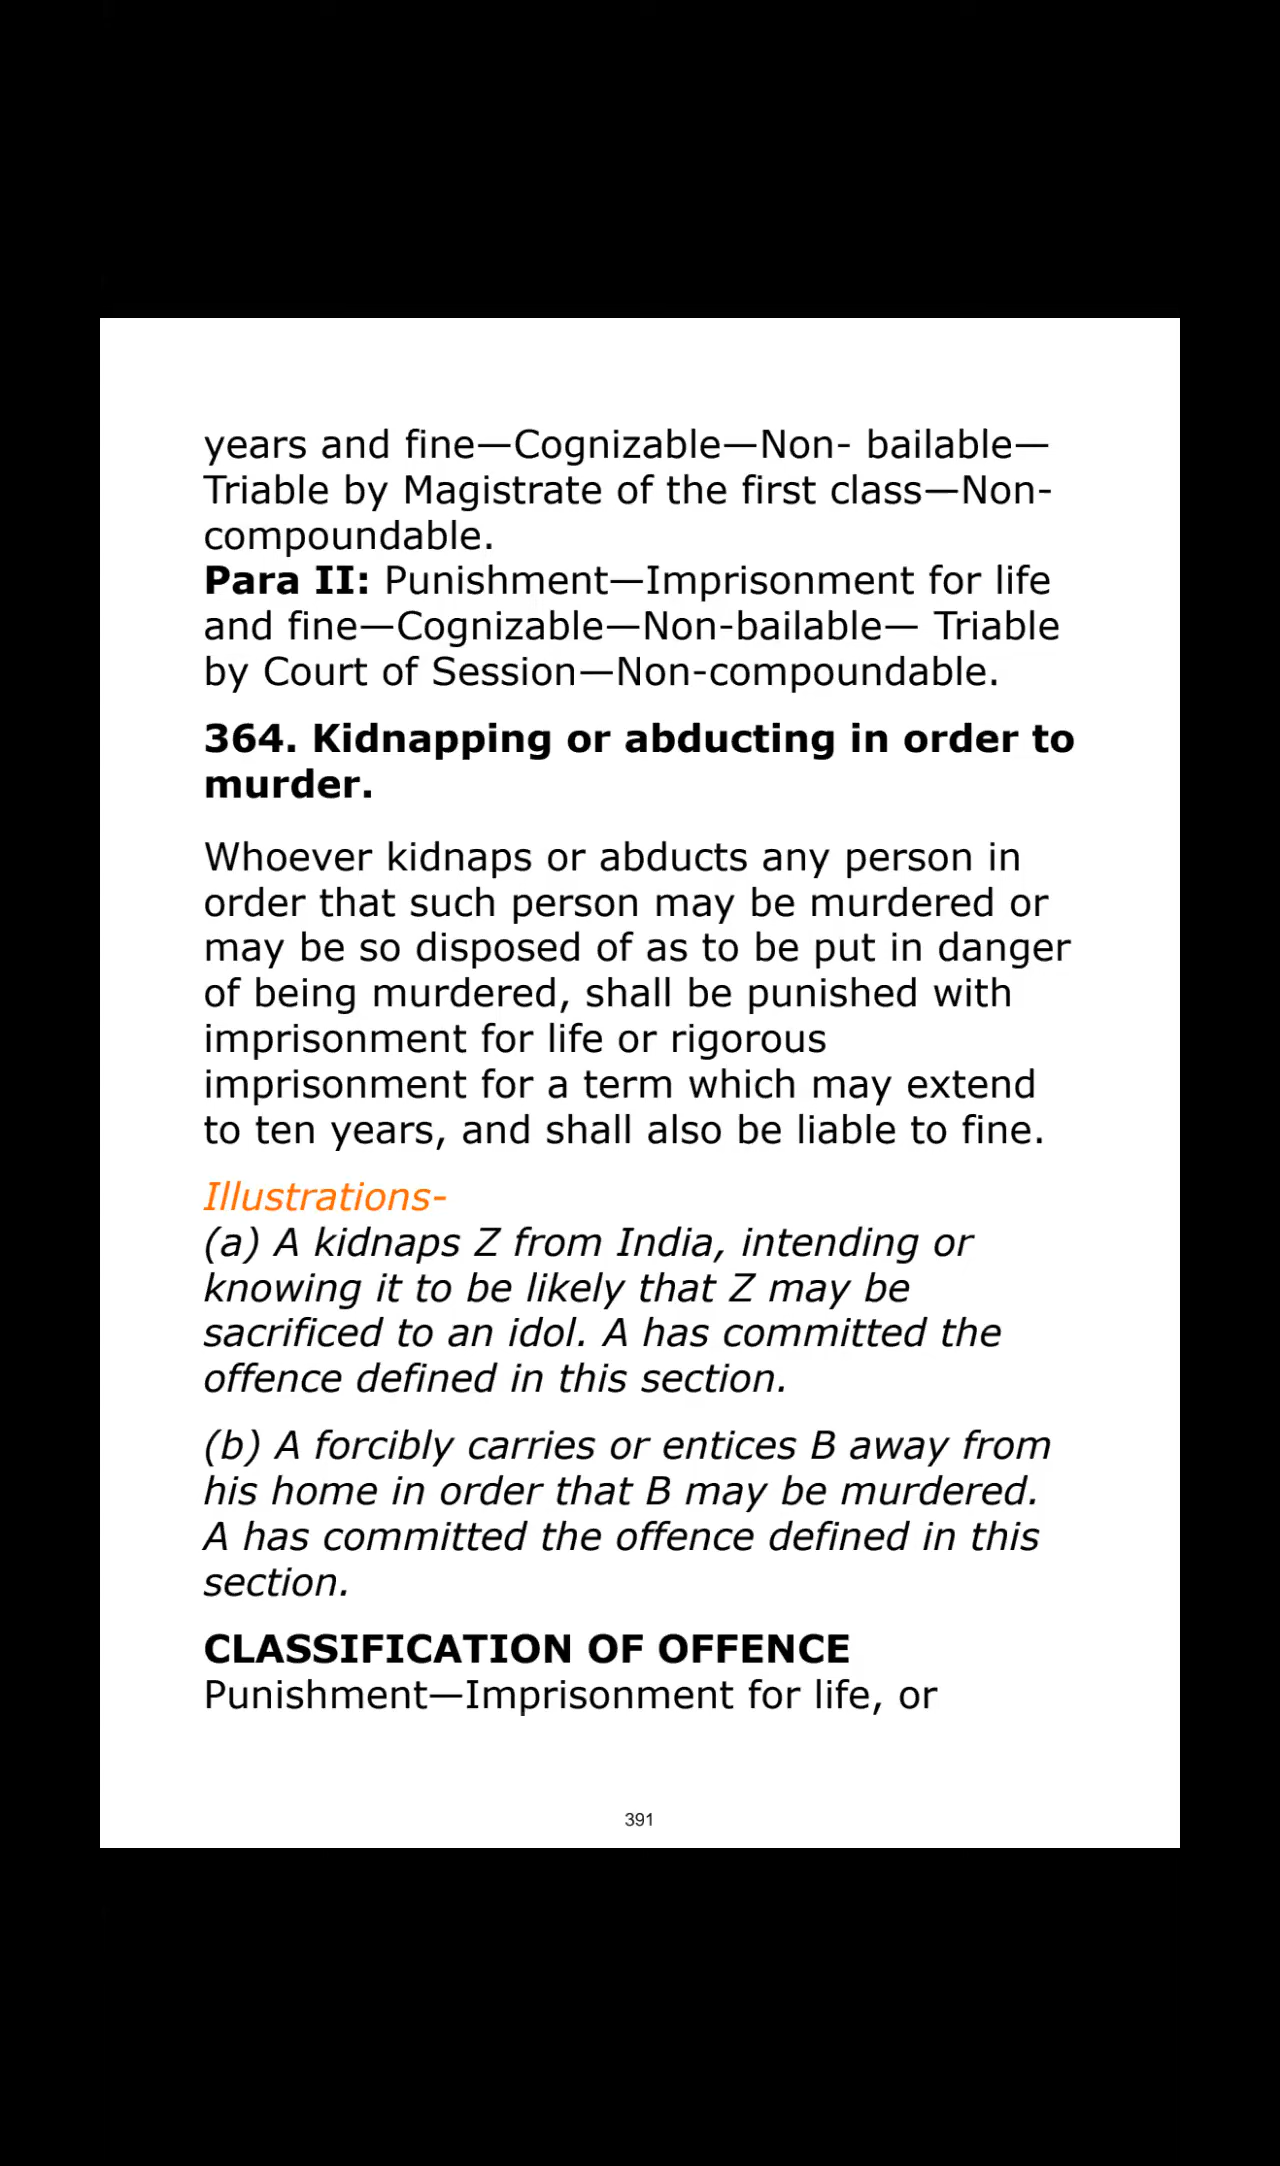 years and fine—Cognizable—Non- bailable—
Triable by Magistrate of the first class—Non-
compoundable.
Para II: Punishment—Imprisonment for life
and fine—Cognizable—Non-bailable— Triable
by Court of Session—Non-compoundable.
364. Kidnapping or abducting in order to
murder.
Whoever kidnaps or abducts any person in
order that such person may be murdered or
may be so disposed of as to be put in danger
of being murdered, shall be punished with
imprisonment for life or rigorous
imprisonment for a term which may extend
to ten years, and shall also be liable to fine.
Illustrations-
(a) A kidnaps Z from India, intending or
knowing it to be likely that Z may be
sacrificed to an idol. A has committed the
offence defined in this section.
(b) A forcibly carries or entices B away from
his home in order that B may be murdered.
A has committed the offence defined in this
section.
CLASSIFICATION OF OFFENCE
Punishment—Imprisonment for life, or
391